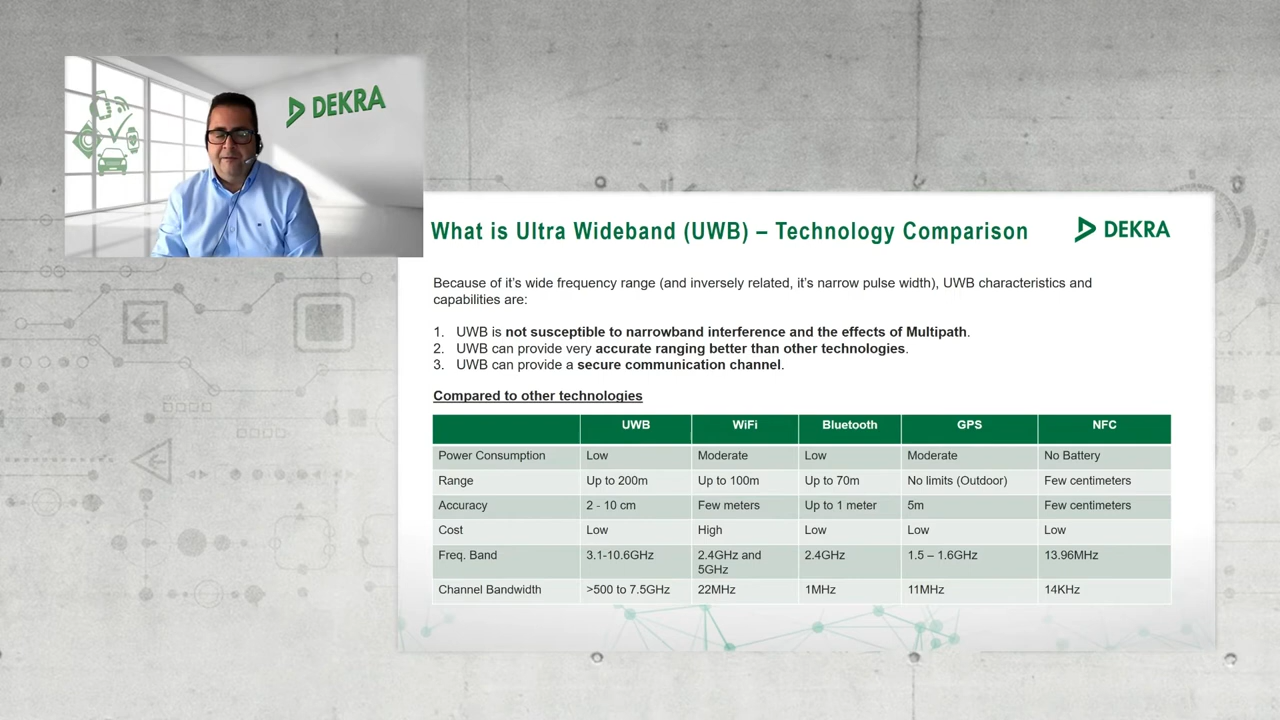 DEKRA
What is Ultra Wideband (UWB) – Technology Comparison
DEKRA
Because of it's wide frequency range (and inversely related, it's narrow pulse width), UWB characteristics and
capabilities are:
1. UWB is not susceptible to narrowband interference and the effects of Multipath.
2. UWB can provide very accurate ranging better than other technologies.
3. UWB can provide a secure communication channel.
Compared to other technologies
UWB WiFi Bluetooth GPS NFC
Power Consumption Low Moderate Low Moderate No Battery
Range Up to 200m Up to 100m Up to 70m No limits (Outdoor) Few centimeters
Accuracy 2 - 10 cm Few meters Up to 1 meter 5m Few centimeters
Cost Low High Low Low Low
Freq. Band 3.1-10.6GHz 2.4GHz and 2.4GHz 1.5 – 1.6GHz 13.96MHz
5GHz
Channel Bandwidth >500 to 7.5GHz 22MHz 1MHz 11MHz 14KHz